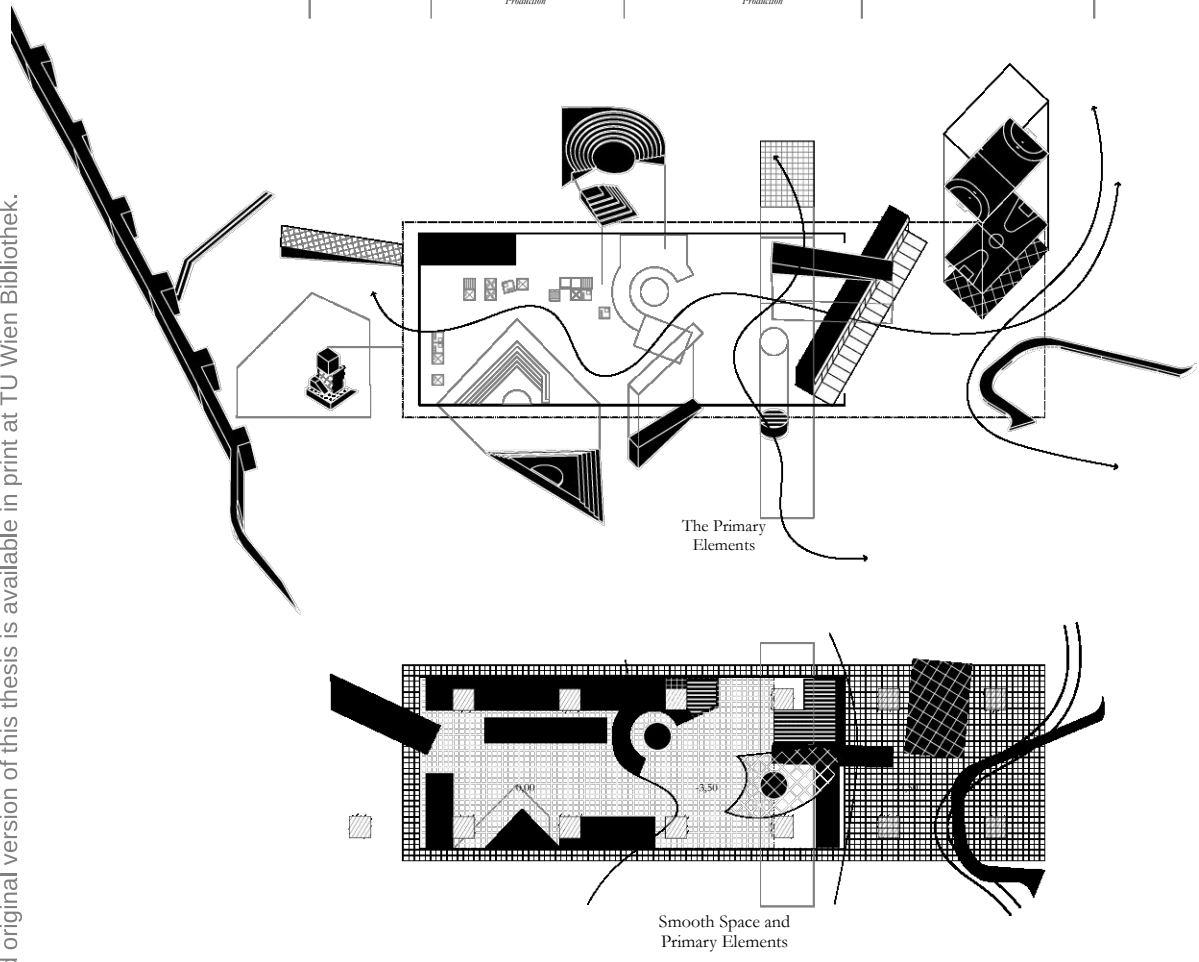 Production
Production
d original version of this thesis is available in print at TU Wien Bibliothek.
The Primary
Elements
0,00
-3,50
Smooth Space and
Primary Elements